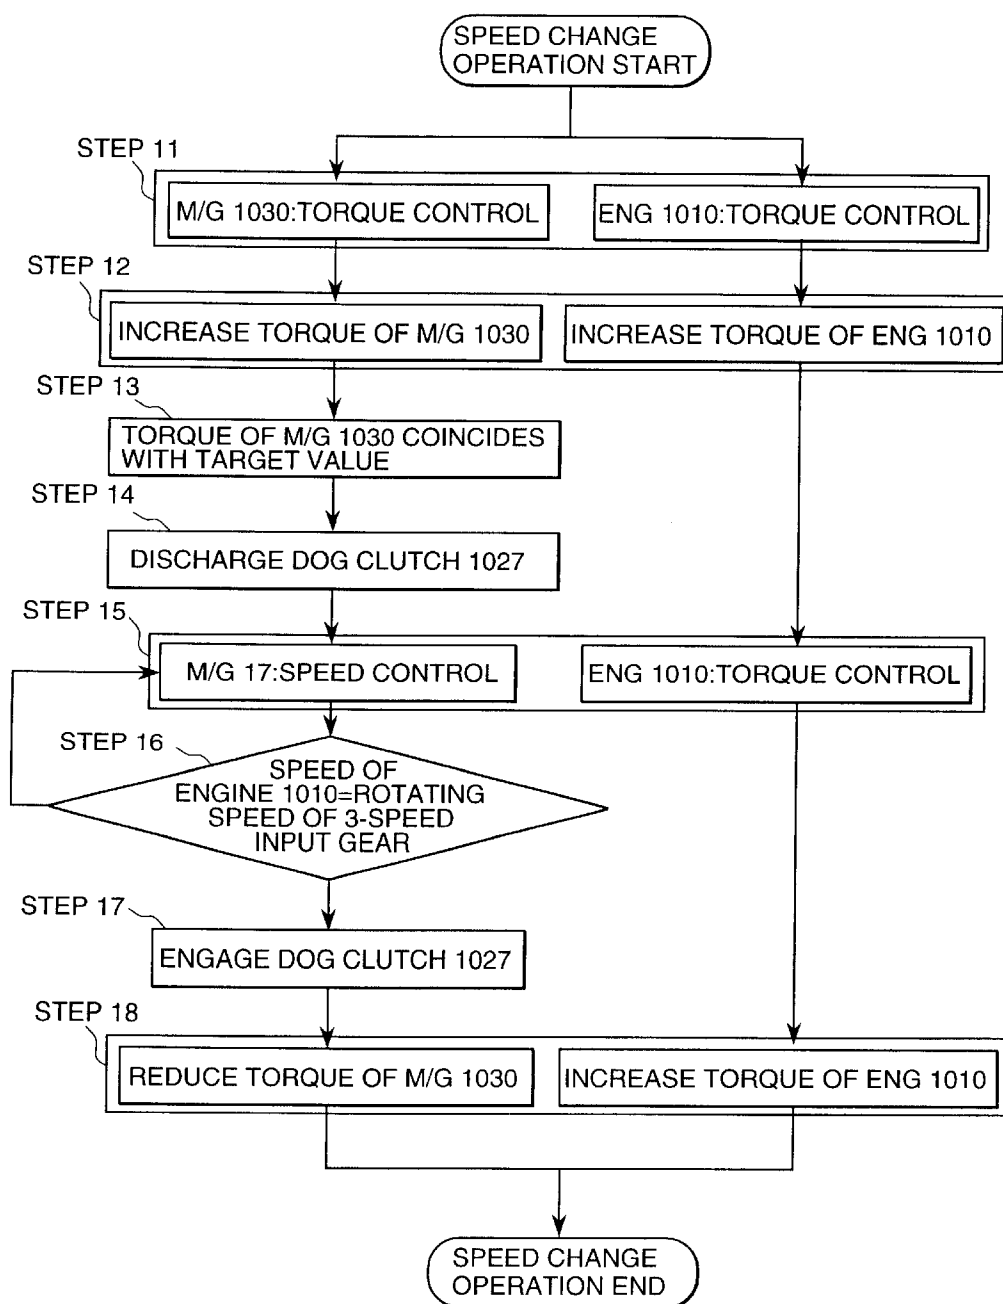 SPEED CHANGE
OPERATION START
STEP 11
M/G 1030:TORQUE CONTROL
ENG 1010:TORQUE CONTROL
STEP 12
INCREASE TORQUE OF M/G 1030
INCREASE TORQUE OF ENG 1010
STEP 13
TORQUE OF M/G 1030 COINCIDES
WITH TARGET VALUE
STEP 14
DISCHARGE DOG CLUTCH 1027
STEP 15
M/G 17:SPEED CONTROL
ENG 1010:TORQUE CONTROL
STEP 16
SPEED OF
ENGINE 1010=ROTATING
SPEED OF 3-SPEED
INPUT GEAR
STEP 17
ENGAGE DOG CLUTCH 1027
STEP 18
REDUCE TORQUE OF M/G 1030
INCREASE TORQUE OF ENG 1010
SPEED CHANGE
OPERATION END